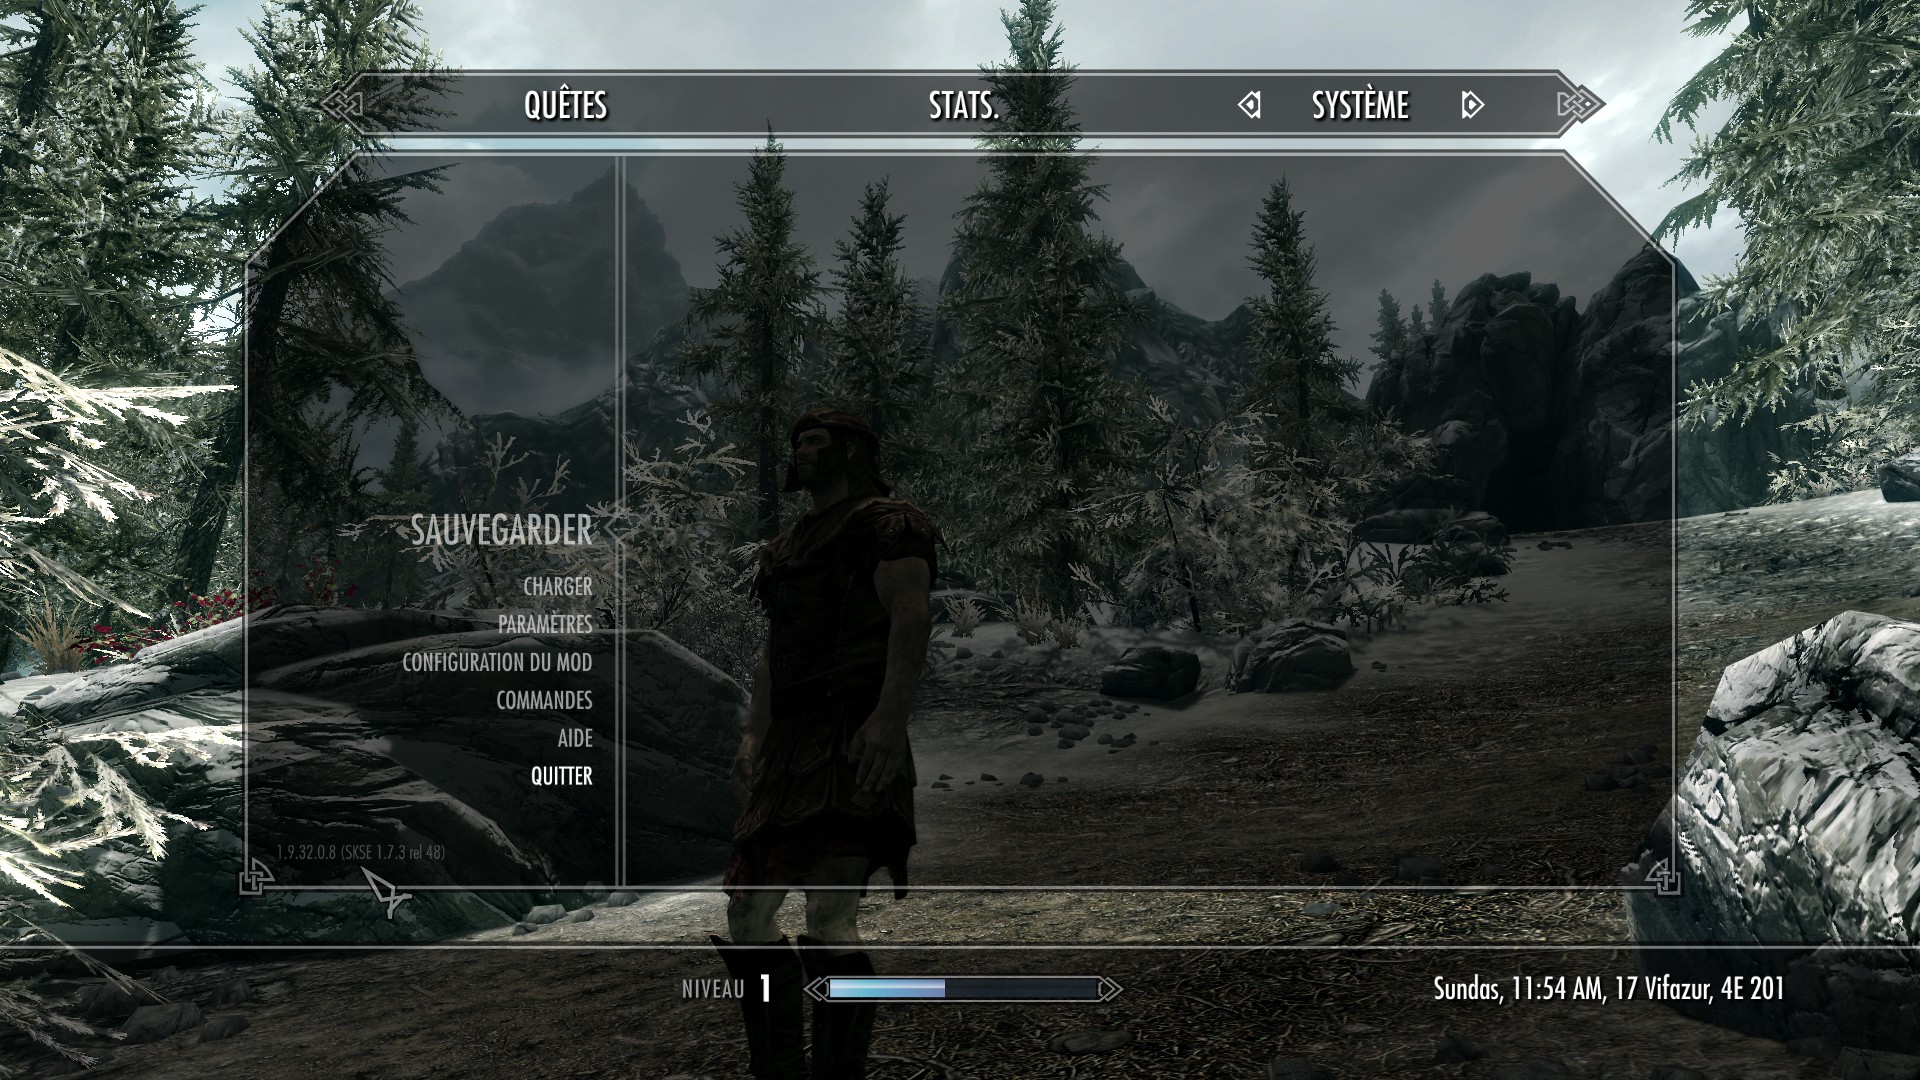 QUÊTES
STATS.
SYSTÈME
SAUVEGARDER
CHARGER
PARAMÈTRES
CONFIGURATION DU MOD
COMMANDES
AIDE
QUITTER
1.9.32.0.8 (SKSE 1.7.3 rel 48)
NIVEAU 1
Sundas, 11:54 AM, 17 Vifazur, 4E 201